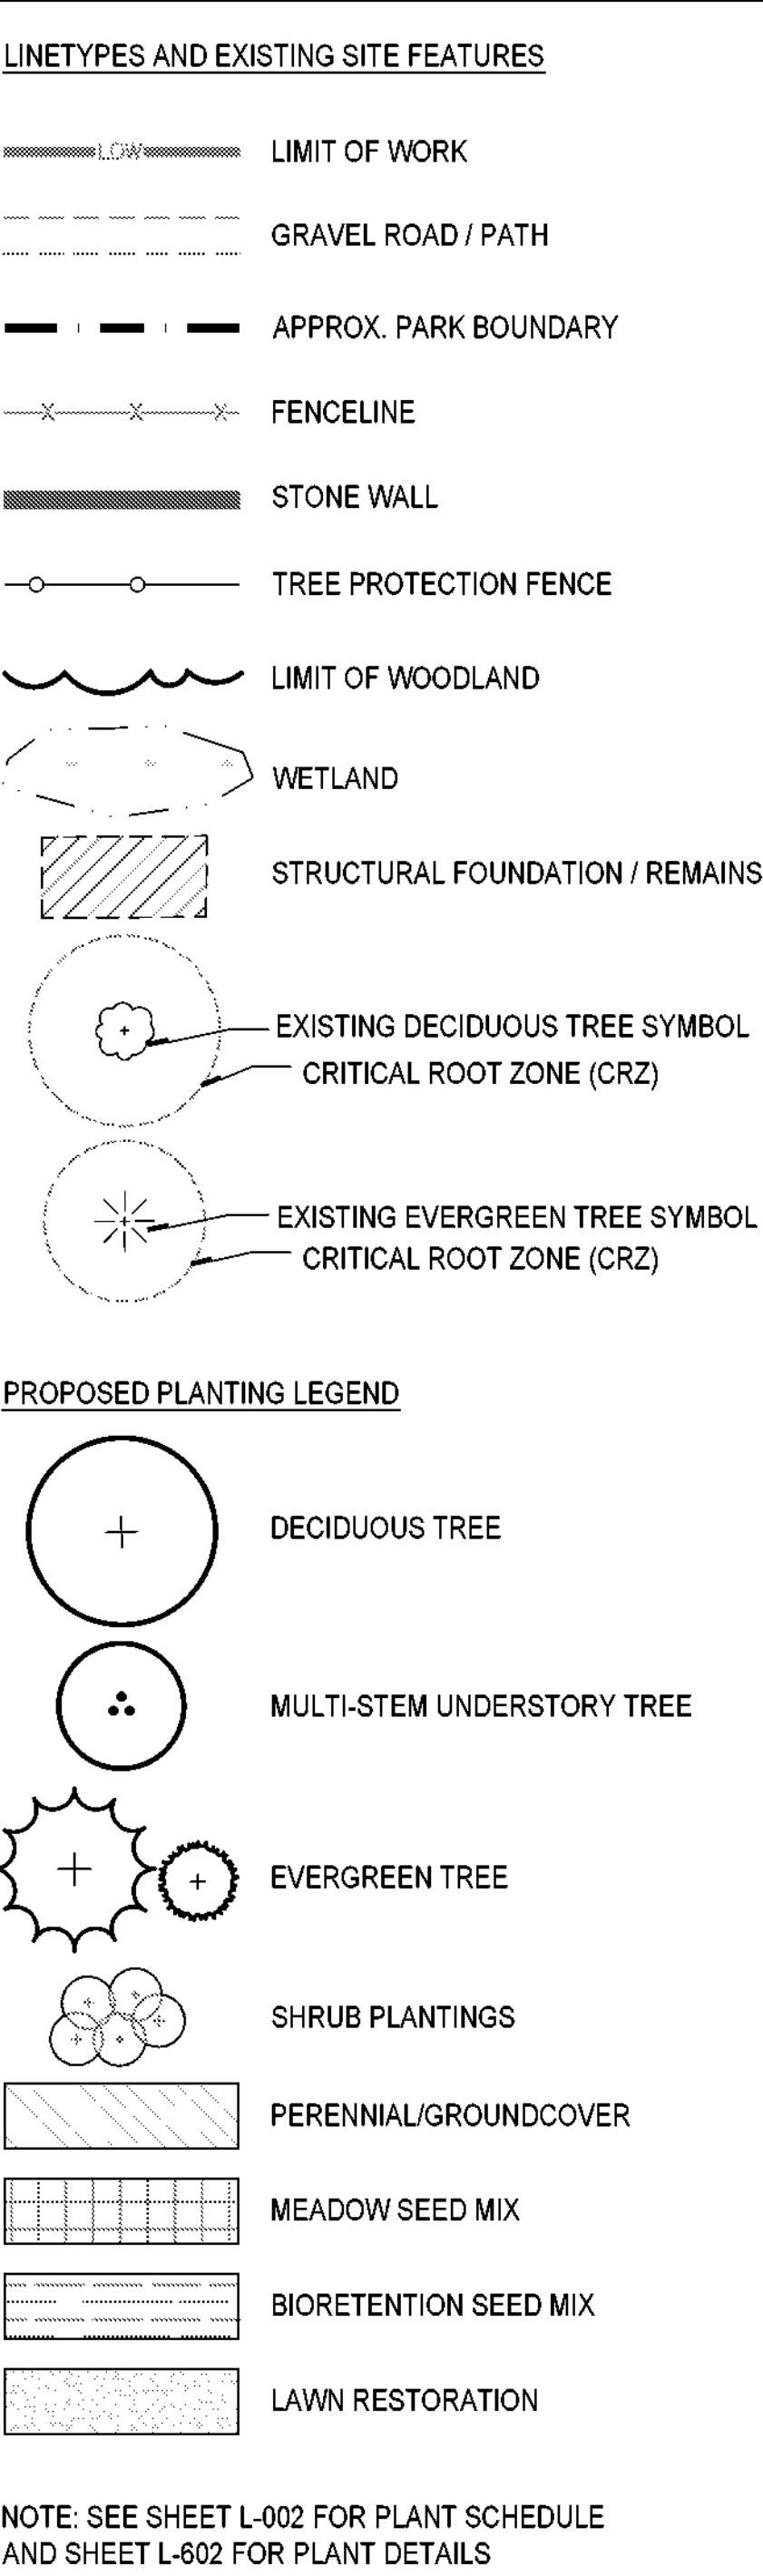 LINETYPES AND EXISTING SITE FEATURES
LOW
LIMIT OF WORK
GRAVEL ROAD / PATH
APPROX. PARK BOUNDARY
FENCELINE
STONE WALL
TREE PROTECTION FENCE
LIMIT OF WOODLAND
WETLAND
STRUCTURAL FOUNDATION / REMAINS
EXISTING DECIDUOUS TREE SYMBOL
CRITICAL ROOT ZONE (CRZ)
EXISTING EVERGREEN TREE SYMBOL
CRITICAL ROOT ZONE (CRZ)
PROPOSED PLANTING LEGEND
DECIDUOUS TREE
MULTI-STEM UNDERSTORY TREE
EVERGREEN TREE
SHRUB PLANTINGS
PERENNIAL/GROUNDCOVER
MEADOW SEED MIX
BIORETENTION SEED MIX
LAWN RESTORATION
NOTE: SEE SHEET L-002 FOR PLANT SCHEDULE
AND SHEET L-602 FOR PLANT DETAILS